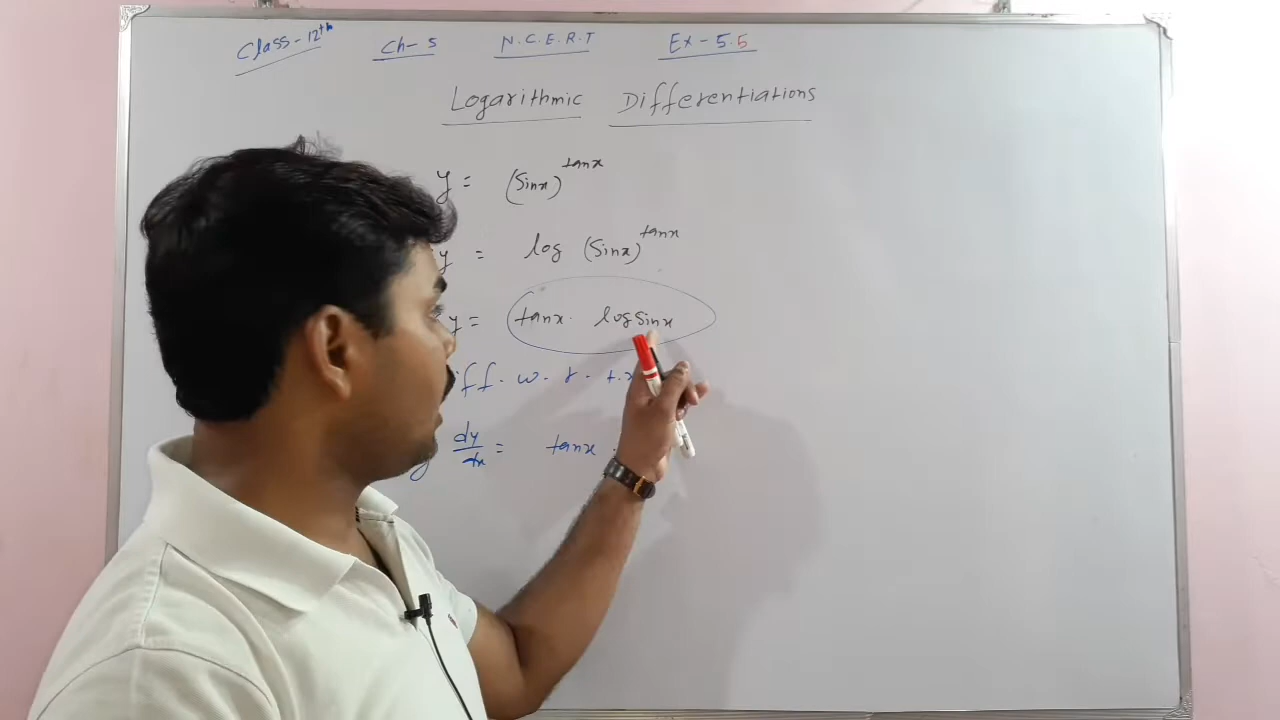 Class-12th Ch-5 N.C.E.R.T Ex-5.5
Logarithmic Differentiations
y = (sinx)^tanx
y = log (sinx)^tanx
y = tanx. logsinx
iff. w. r. t. x
dy/dx = tanx .